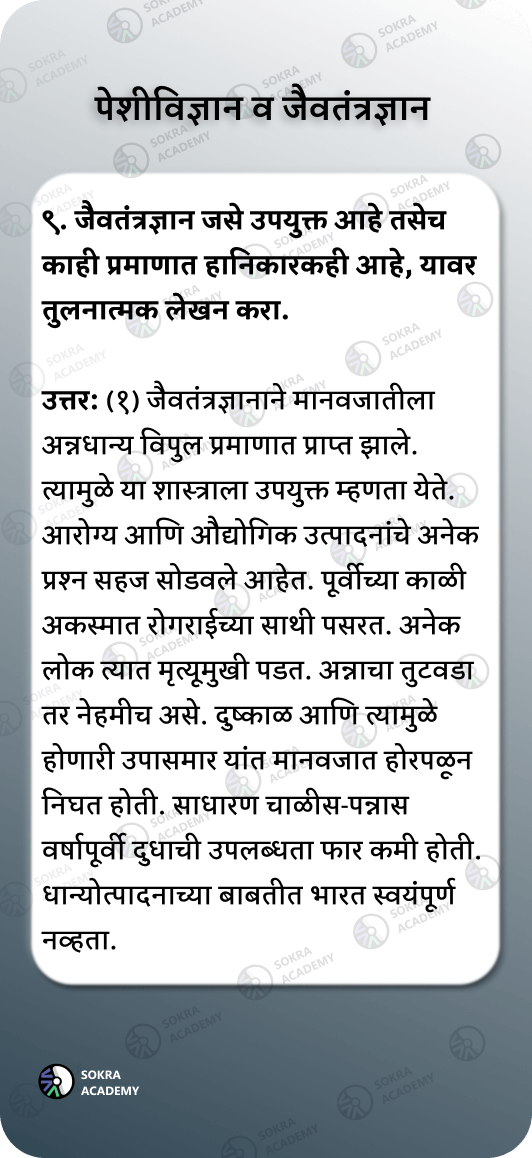 पेशीविज्ञान व जैवतंत्रज्ञान
९. जैवतंत्रज्ञान जसे उपयुक्त आहे तसेच
काही प्रमाणात हानिकारकही आहे, यावर
तुलनात्मक लेखन करा.
उत्तर: (१) जैवतंत्रज्ञानाने मानवजातीला
अन्नधान्य विपुल प्रमाणात प्राप्त झाले.
त्यामुळे या शास्त्राला उपयुक्त म्हणता येते.
आरोग्य आणि औद्योगिक उत्पादनांचे अनेक
प्रश्न सहज सोडवले आहेत. पूर्वीच्या काळी
अकस्मात रोगराईच्या साथी पसरत. अनेक
लोक त्यात मृत्यूमुखी पडत. अन्नाचा तुटवडा
तर नेहमीच असे. दुष्काळ आणि त्यामुळे
होणारी उपासमार यांत मानवजात होरपळून
निघत होती. साधारण चाळीस-पन्नास
वर्षापूर्वी दुधाची उपलब्धता फार कमी होती.
धान्योत्पादनाच्या बाबतीत भारत स्वयंपूर्ण
नव्हता.
SOKRA
ACADEMY